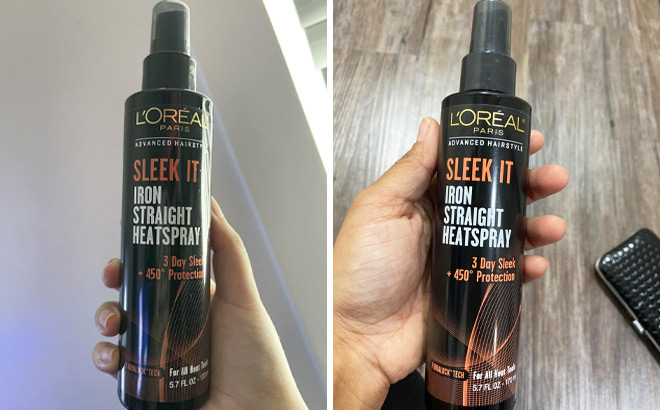 L'ORÉAL
PARIS
ADVANCED HAIRSTYLE
SLEEK IT
IRON
STRAIGHT
HEATSPRAY
3 Day Sleek
+ 450° Protection
For All Heat Tools
5.7 FL OZ -
L'ORÉAL
PARIS
ADVANCED HAIRSTYLE
SLEEK IT
IRON
STRAIGHT
HEATSPRAY
3 Day Sleek
+ 450° Protection
For All Heat Tools
5.7 FL OZ -